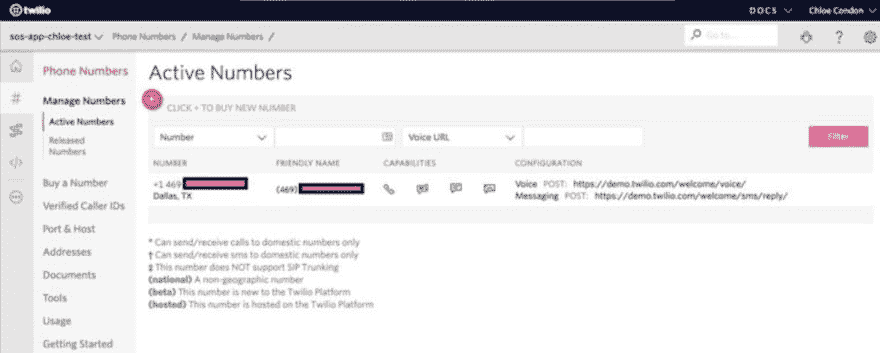 twilio DOCS Chloe Condon
sos-app-chloe-test Phone Numbers / Manage Numbers / Go to... ?
Phone Numbers
Manage Numbers
Active Numbers
Released
Numbers
Buy a Number
Verified Caller IDs
Port & Host
Addresses
Documents
Tools
Usage
Getting Started
Active Numbers
CLICK + TO BUY NEW NUMBER
Number Voice URL Filter
NUMBER FRIENDLY NAME CAPABILITIES CONFIGURATION
+1 469 (469) Voice POST: https://demo.twilio.com/welcome/voice/
Dallas, TX Messaging POST: https://demo.twilio.com/welcome/sms/reply/
* Can send/receive calls to domestic numbers only
† Can send/receive sms to domestic numbers only
‡ This number does NOT support SIP Trunking
(national) A non-geographic number
(beta) This number is new to the Twilio Platform
(hosted) This number is hosted on the Twilio Platform